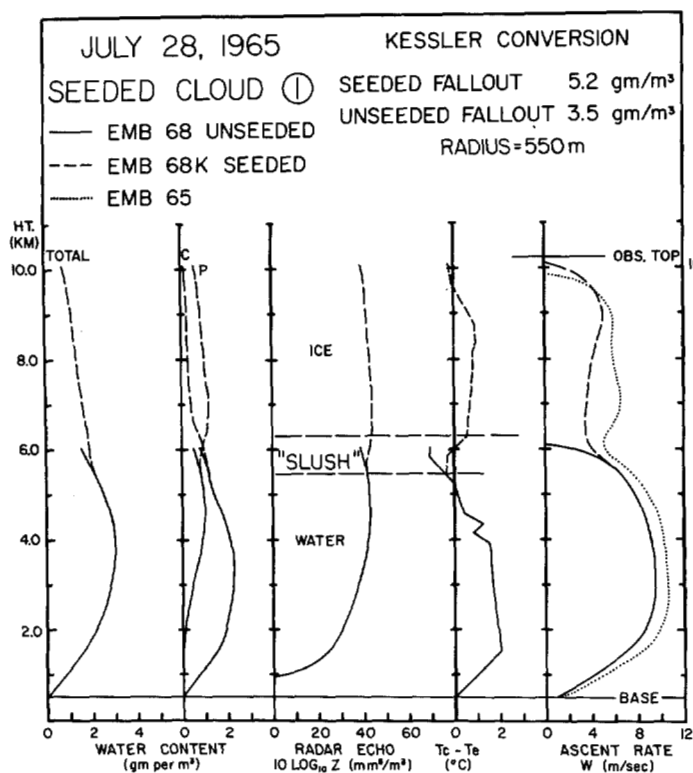 JULY 28, 1965
KESSLER CONVERSION
SEEDED CLOUD ①
SEEDED FALLOUT 5.2 gm/m³
UNSEEDED FALLOUT 3.5 gm/m³
RADIUS=550m
EMB 68 UNSEEDED
EMB 68K SEEDED
EMB 65
HT.
(KM)
TOTAL
C
P
OBS. TOP
10.0
ICE
8.0
6.0
"SLUSH"
4.0
WATER
2.0
BASE
0 2 4 0 2 0 20 40 60 0 2 0 4 8 12
WATER CONTENT
(gm per m³)
RADAR ECHO
10 LOG₁₀ Z (mm⁶/m³)
Tc - Te
(°C)
ASCENT RATE
W (m/sec)